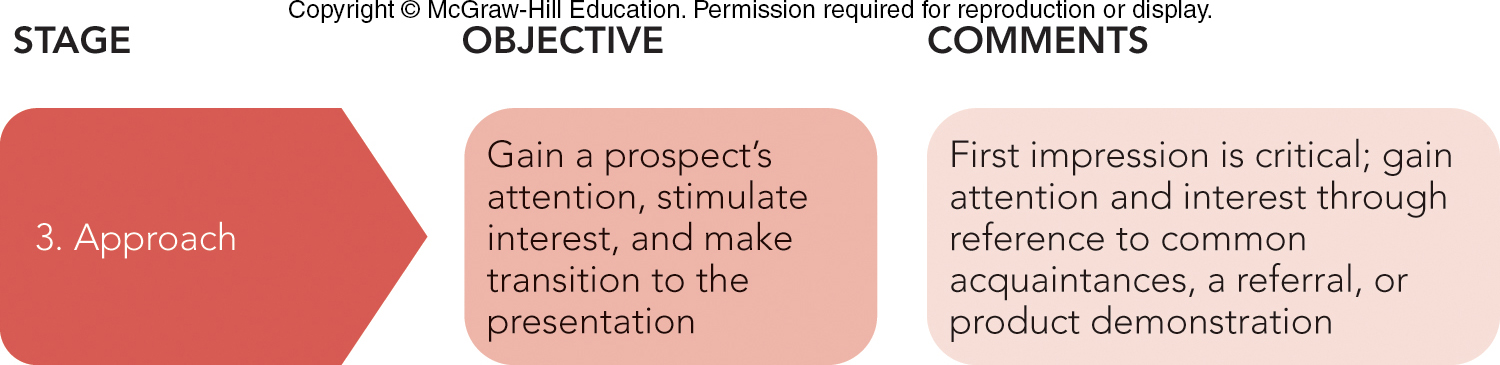 Copyright © McGraw-Hill Education. Permission required for reproduction or display.
STAGE
OBJECTIVE
COMMENTS
3. Approach
Gain a prospect’s
attention, stimulate
interest, and make
transition to the
presentation
First impression is critical; gain
attention and interest through
reference to common
acquaintances, a referral, or
product demonstration